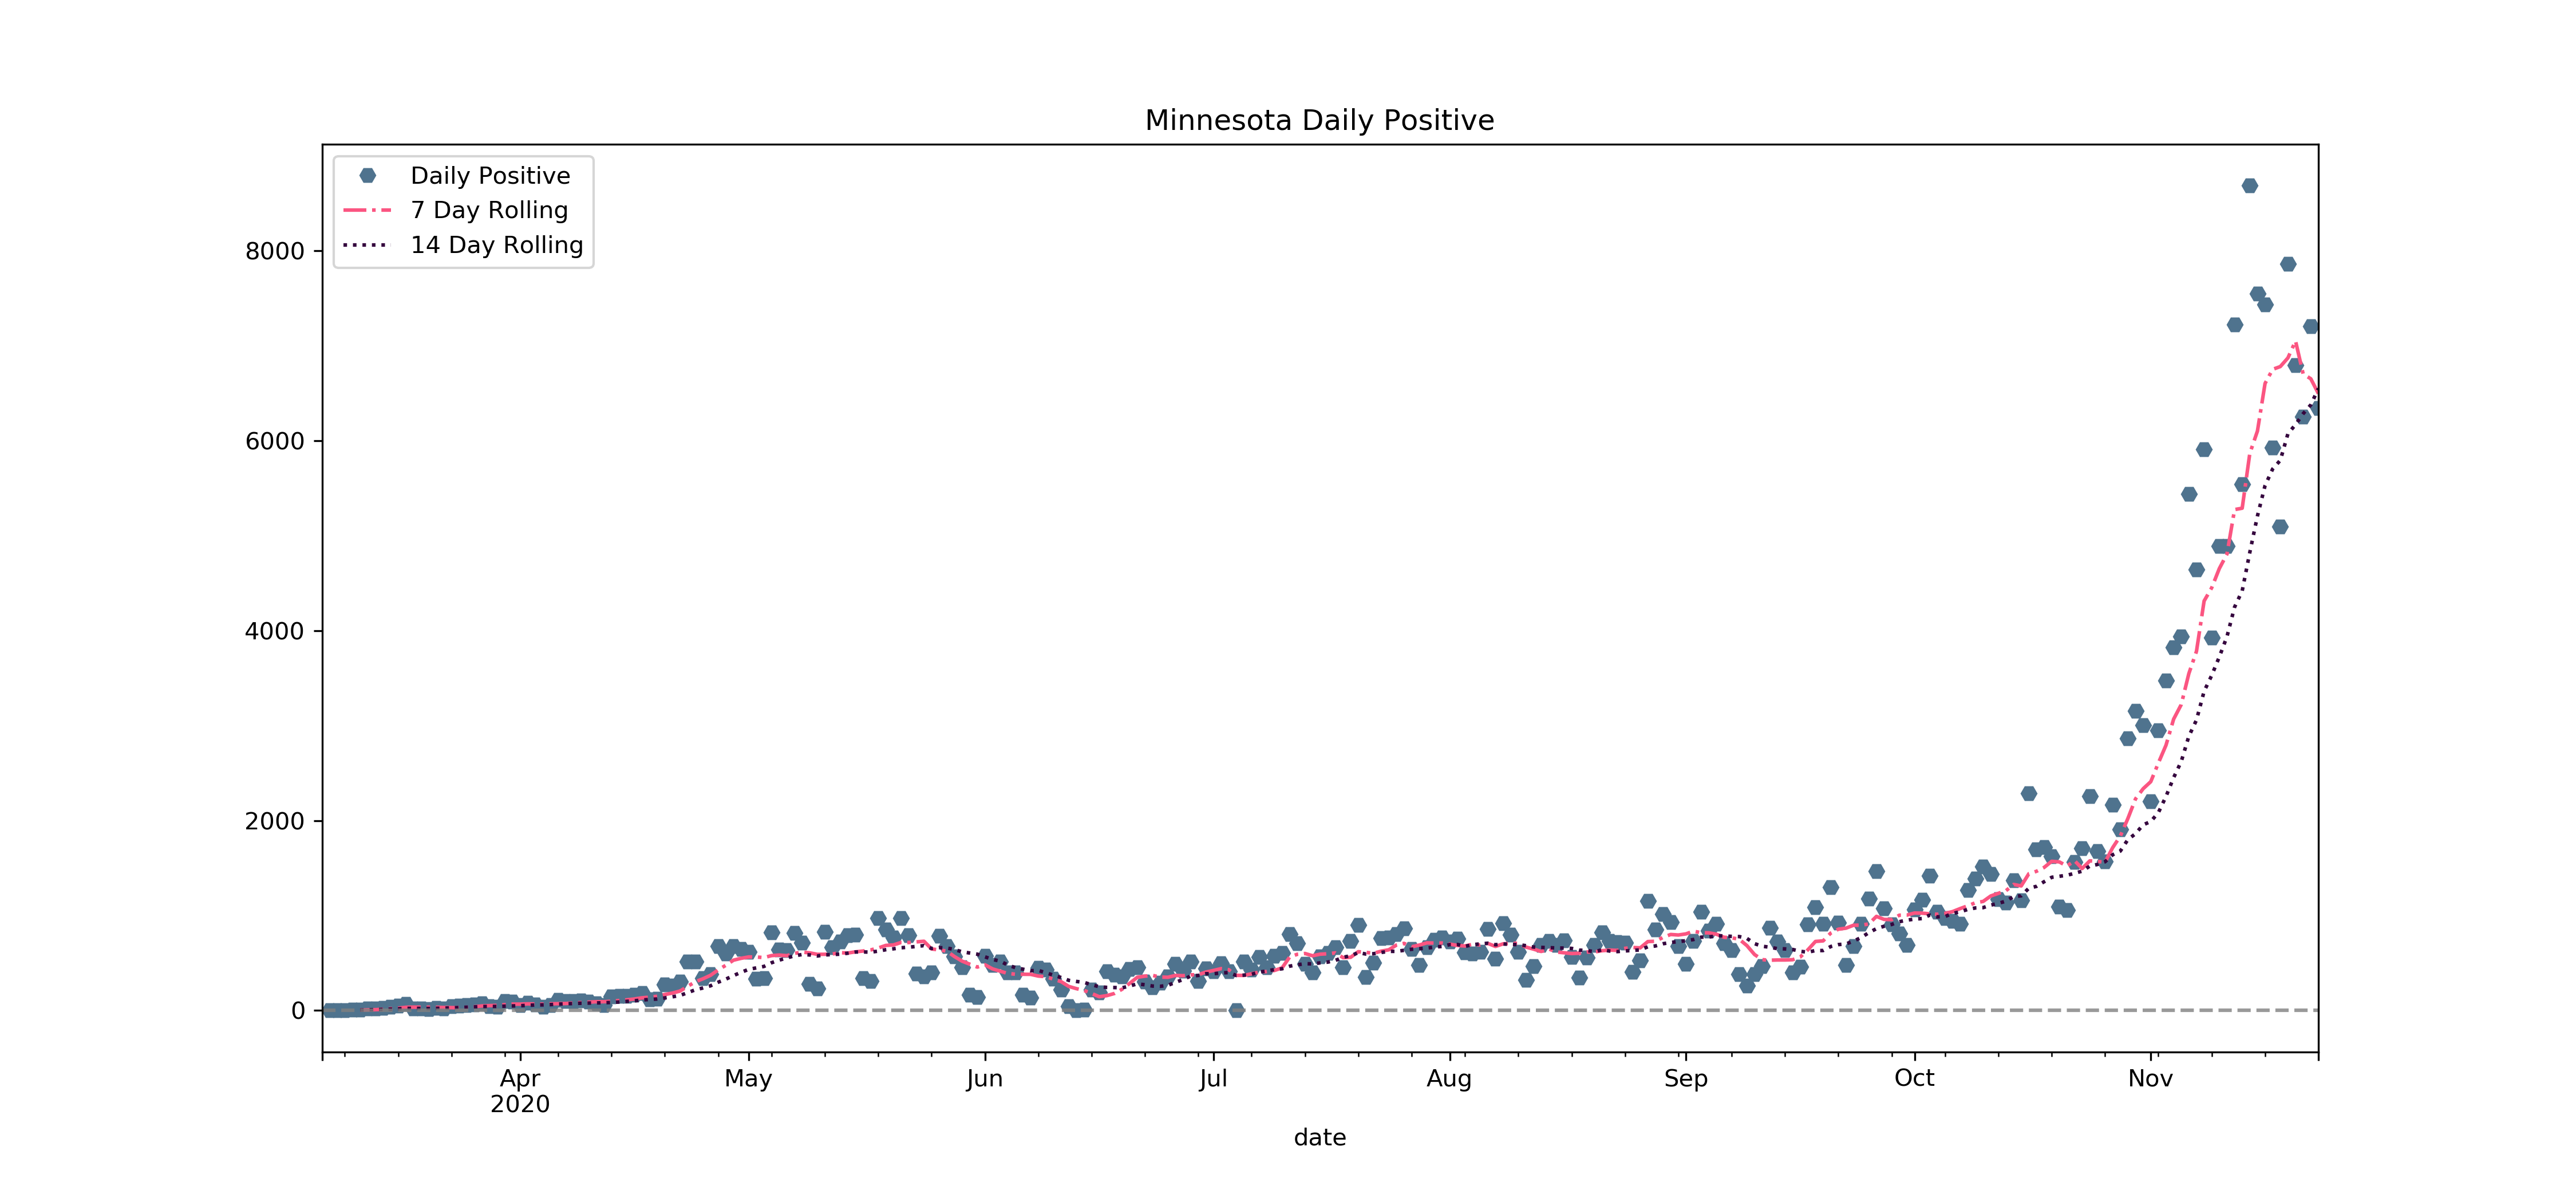 Minnesota Daily Positive
Daily Positive
7 Day Rolling
14 Day Rolling
8000
6000
4000
2000
0
Apr May Jun Jul Aug Sep Oct Nov
2020
date